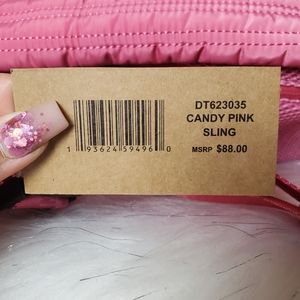 DT623035
CANDY PINK
SLING
MSRP $88.00
1 93624 59496 0